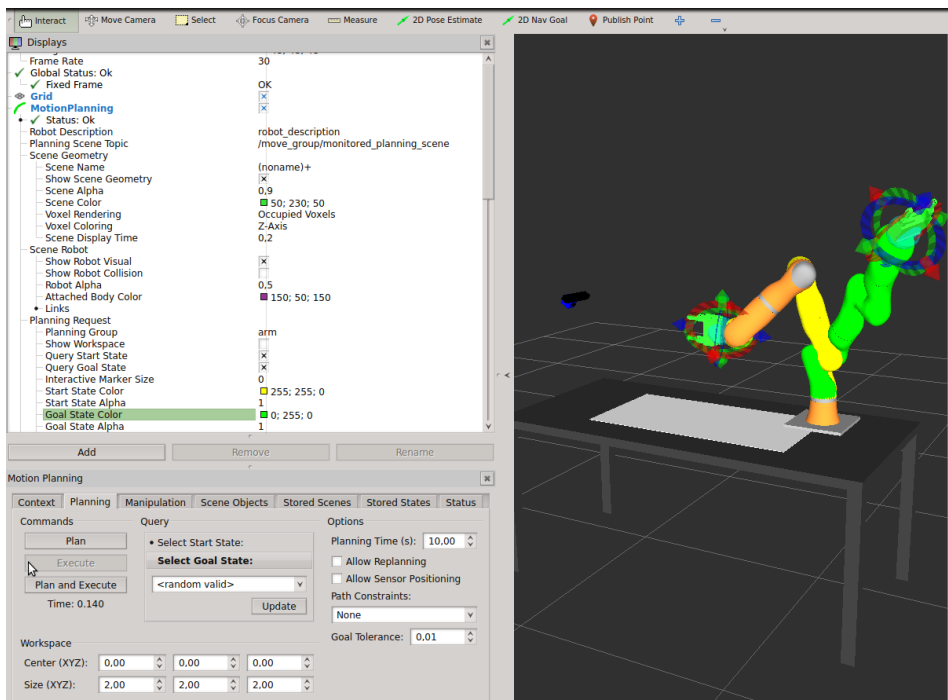 Interact Move Camera Select Focus Camera Measure 2D Pose Estimate 2D Nav Goal Publish Point
Displays
Frame Rate 30
Global Status: Ok
Fixed Frame OK
Grid
MotionPlanning
Status: Ok
Robot Description robot_description
Planning Scene Topic /move_group/monitored_planning_scene
Scene Geometry
Scene Name (noname)+
Show Scene Geometry
Scene Alpha 0,9
Scene Color 50; 230; 50
Voxel Rendering Occupied Voxels
Voxel Coloring Z-Axis
Scene Display Time 0,2
Scene Robot
Show Robot Visual
Show Robot Collision
Robot Alpha 0,5
Attached Body Color 150; 50; 150
Links
Planning Request
Planning Group arm
Show Workspace
Query Start State
Query Goal State
Interactive Marker Size 0
Start State Color 255; 255; 0
Start State Alpha 1
Goal State Color 0; 255; 0
Goal State Alpha 1
Add Remove Rename
Motion Planning
Context Planning Manipulation Scene Objects Stored Scenes Stored States Status
Commands Query Options
Plan Select Start State: Planning Time (s): 10,00
Execute Select Goal State: Allow Replanning
Plan and Execute <random valid> Allow Sensor Positioning
Time: 0.140 Update Path Constraints:
None
Goal Tolerance: 0,01
Workspace
Center (XYZ): 0,00 0,00 0,00
Size (XYZ): 2,00 2,00 2,00